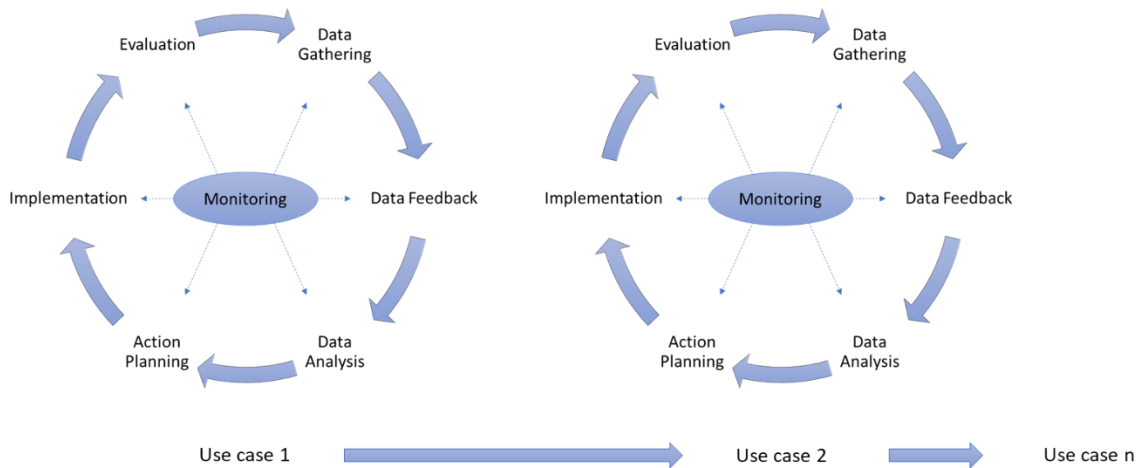 Evaluation
Data
Gathering
Implementation
Monitoring
Data Feedback
Action
Planning
Data
Analysis
Evaluation
Data
Gathering
Implementation
Monitoring
Data Feedback
Action
Planning
Data
Analysis
Use case 1
Use case 2
Use case n